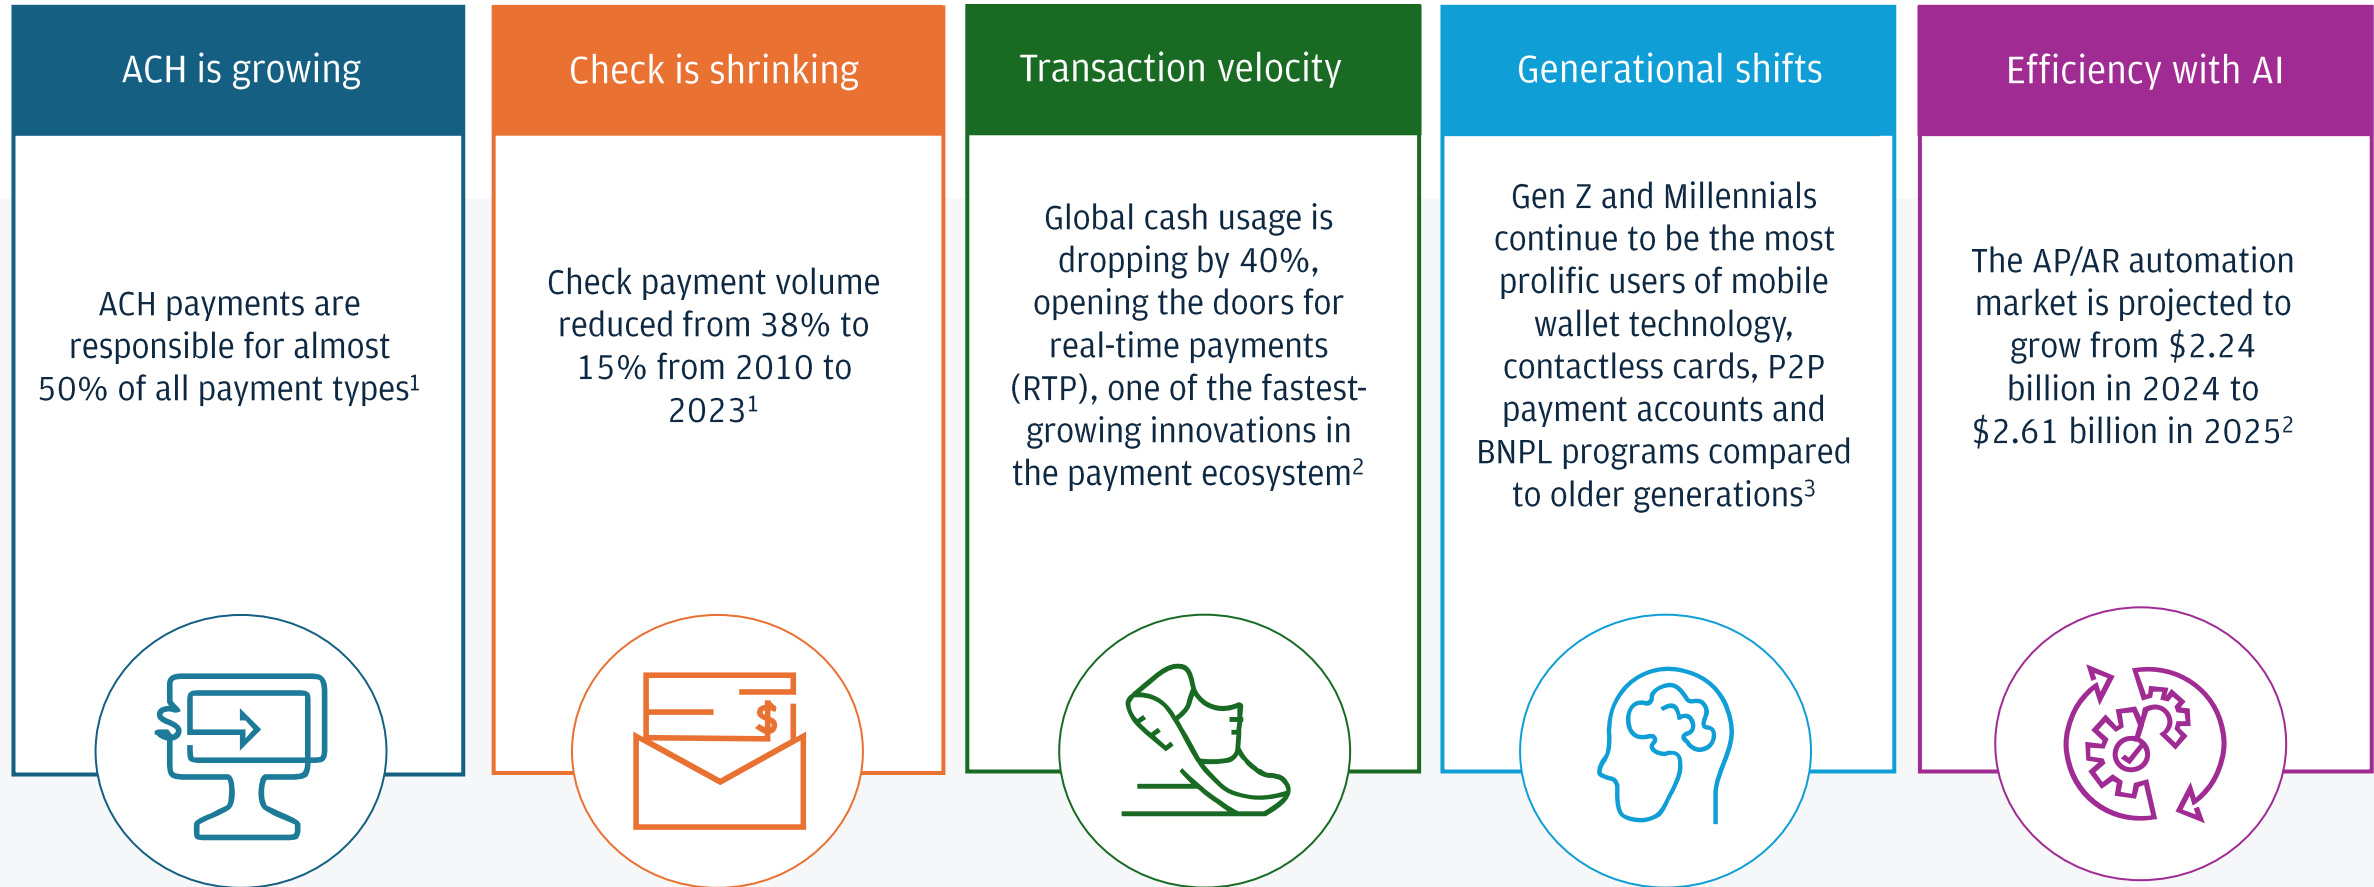 ACH is growing
ACH payments are
responsible for almost
50% of all payment types¹
Check is shrinking
Check payment volume
reduced from 38% to
15% from 2010 to
2023¹
Transaction velocity
Global cash usage is
dropping by 40%,
opening the doors for
real-time payments
(RTP), one of the fastest-
growing innovations in
the payment ecosystem²
Generational shifts
Gen Z and Millennials
continue to be the most
prolific users of mobile
wallet technology,
contactless cards, P2P
payment accounts and
BNPL programs compared
to older generations³
Efficiency with AI
The AP/AR automation
market is projected to
grow from $2.24
billion in 2024 to
$2.61 billion in 2025²
$